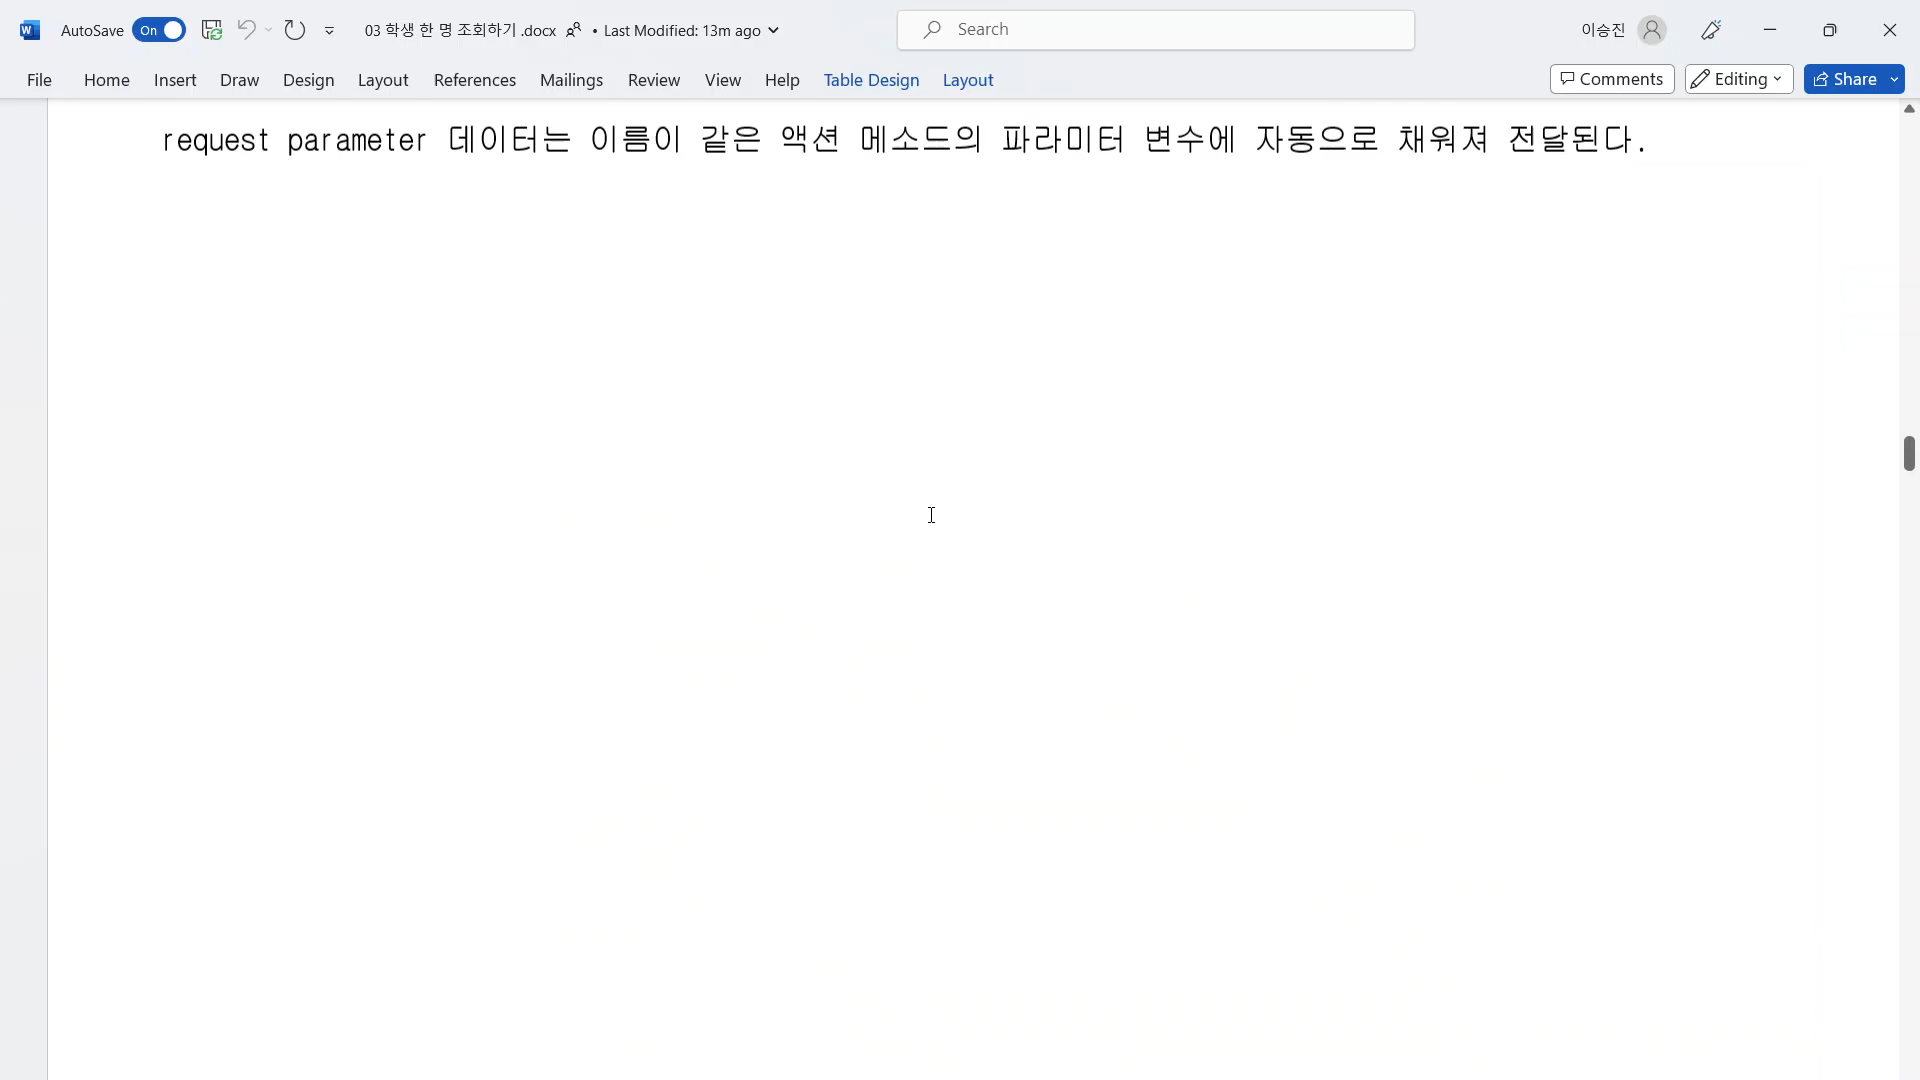 AutoSave
On
03 학생 한 명 조회하기 .docx
• Last Modified: 13m ago
Search
이승진
File
Home
Insert
Draw
Design
Layout
References
Mailings
Review
View
Help
Table Design
Layout
Comments
Editing
Share
request parameter 데이터는 이름이 같은 액션 메소드의 파라미터 변수에 자동으로 채워져 전달된다.